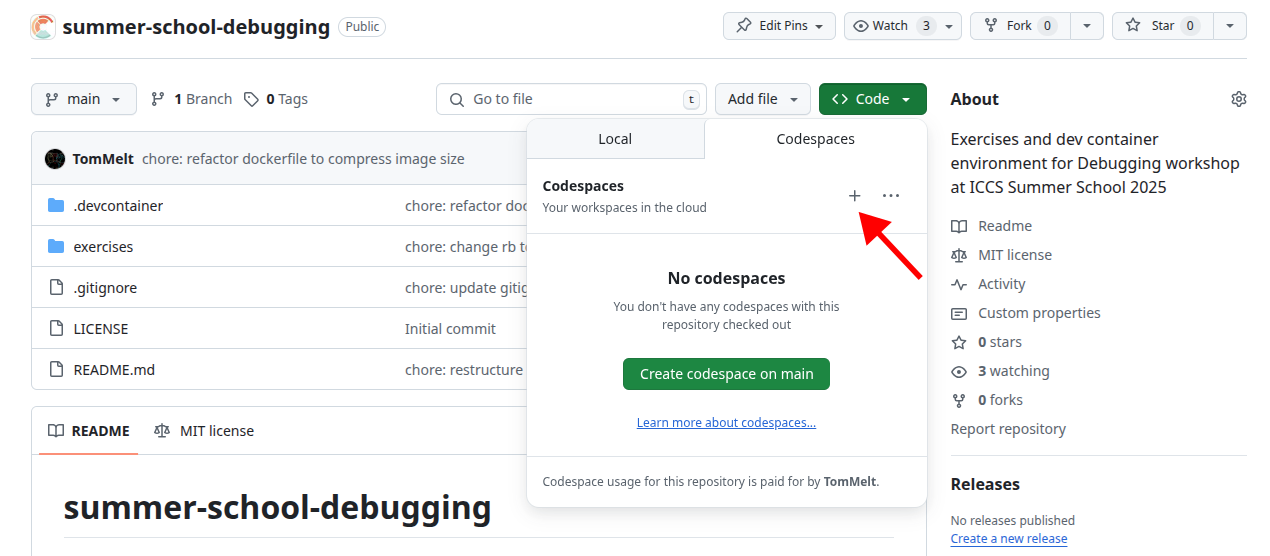 summer-school-debugging Public Edit Pins Watch 3 Fork 0 Star 0
main 1 Branch 0 Tags Go to file t Add file Code
Local Codespaces
TomMelt chore: refactor dockerfile to compress image size
.devcontainer chore: refactor doc
exercises chore: change rb t
.gitignore chore: update gitig
LICENSE Initial commit
README.md chore: restructure
Codespaces
Your workspaces in the cloud
No codespaces
You don't have any codespaces with this
repository checked out
Create codespace on main
Learn more about codespaces...
Codespace usage for this repository is paid for by TomMelt.
README MIT license
summer-school-debugging
About
Exercises and dev container
environment for Debugging workshop
at ICCS Summer School 2025
Readme
MIT license
Activity
Custom properties
0 stars
3 watching
0 forks
Report repository
Releases
No releases published
Create a new release